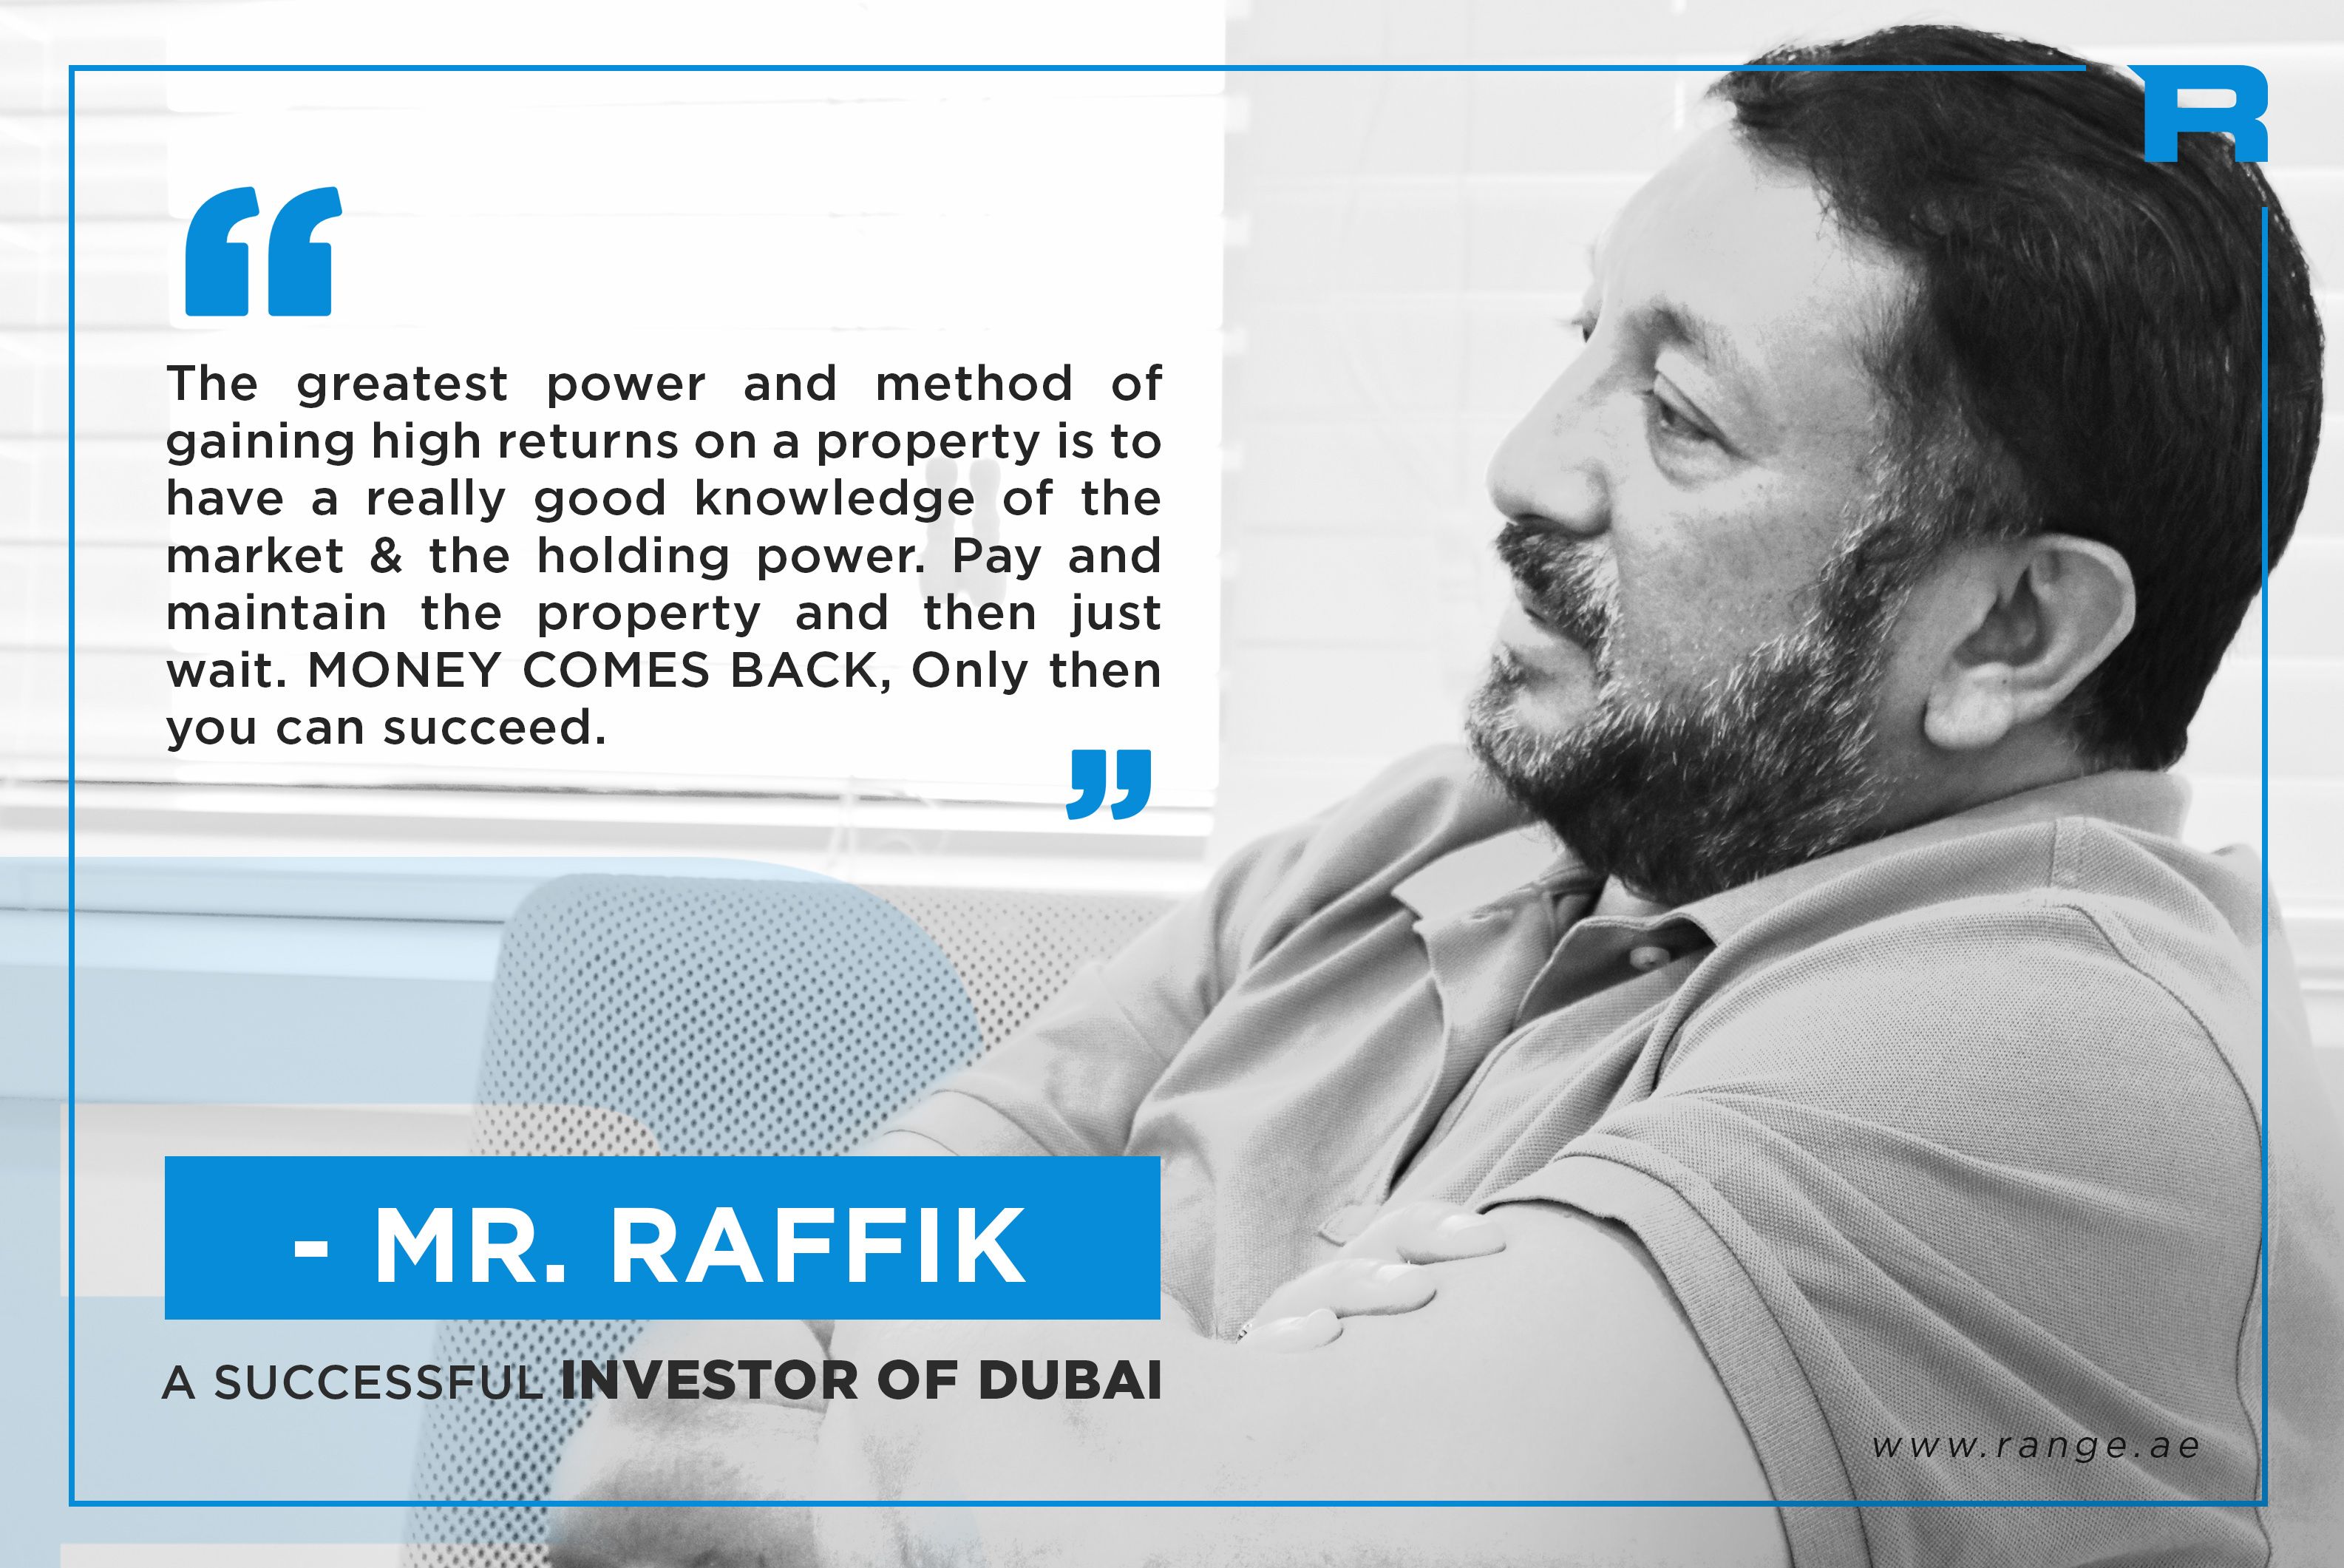 R
“
The greatest power and method of
gaining high returns on a property is to
have a really good knowledge of the
market & the holding power. Pay and
maintain the property and then just
wait. MONEY COMES BACK, Only then
you can succeed.
”
- MR. RAFFIK
A SUCCESSFUL INVESTOR OF DUBAI
www.range.ae